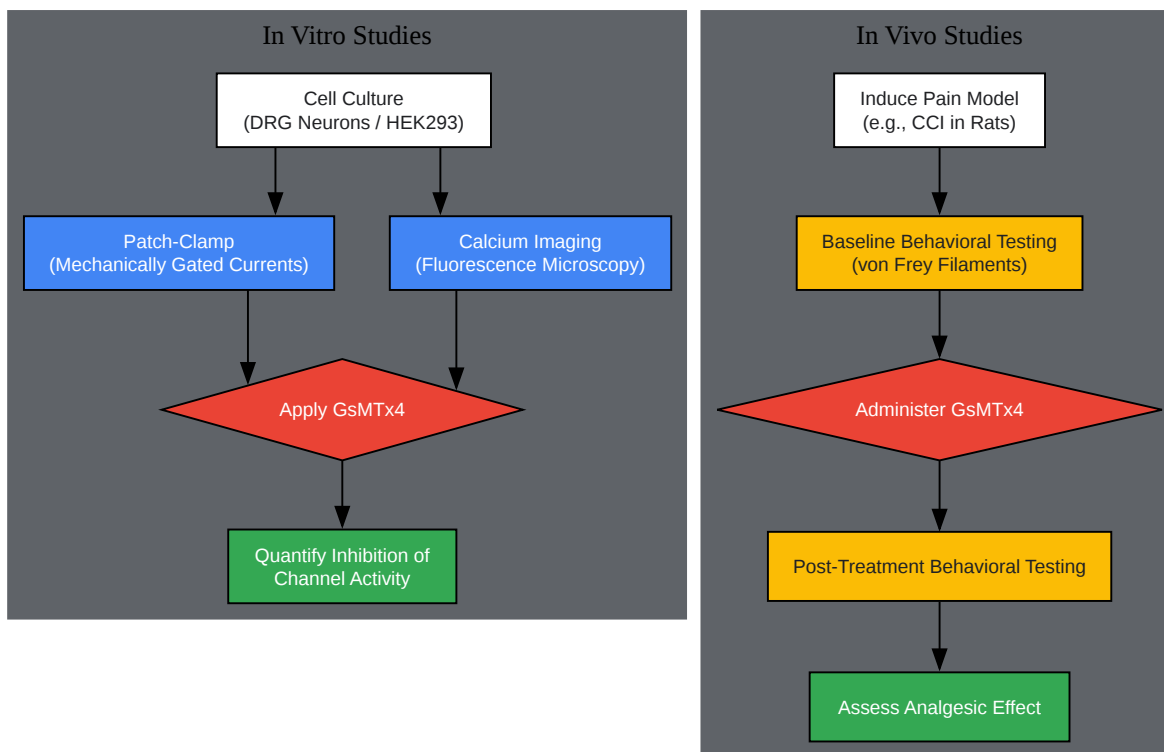 In Vitro Studies
Cell Culture
(DRG Neurons / HEK293)
Patch-Clamp
(Mechanically Gated Currents)
Calcium Imaging
(Fluorescence Microscopy)
Apply GsMTx4
Quantify Inhibition of
Channel Activity
In Vivo Studies
Induce Pain Model
(e.g., CCI in Rats)
Baseline Behavioral Testing
(von Frey Filaments)
Administer GsMTx4
Post-Treatment Behavioral Testing
Assess Analgesic Effect